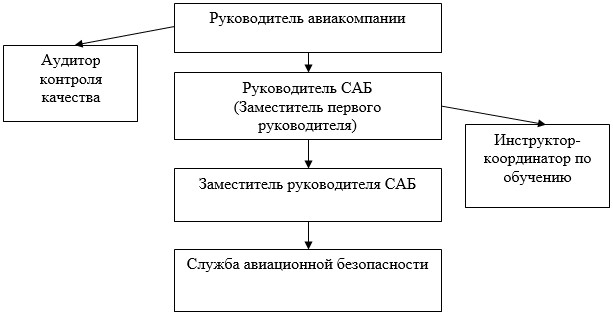 Руководитель авиакомпании
Аудитор
контроля
качества
Руководитель САБ
(Заместитель первого
руководителя)
Инструктор-
координатор по
обучению
Заместитель руководителя САБ
Служба авиационной безопасности